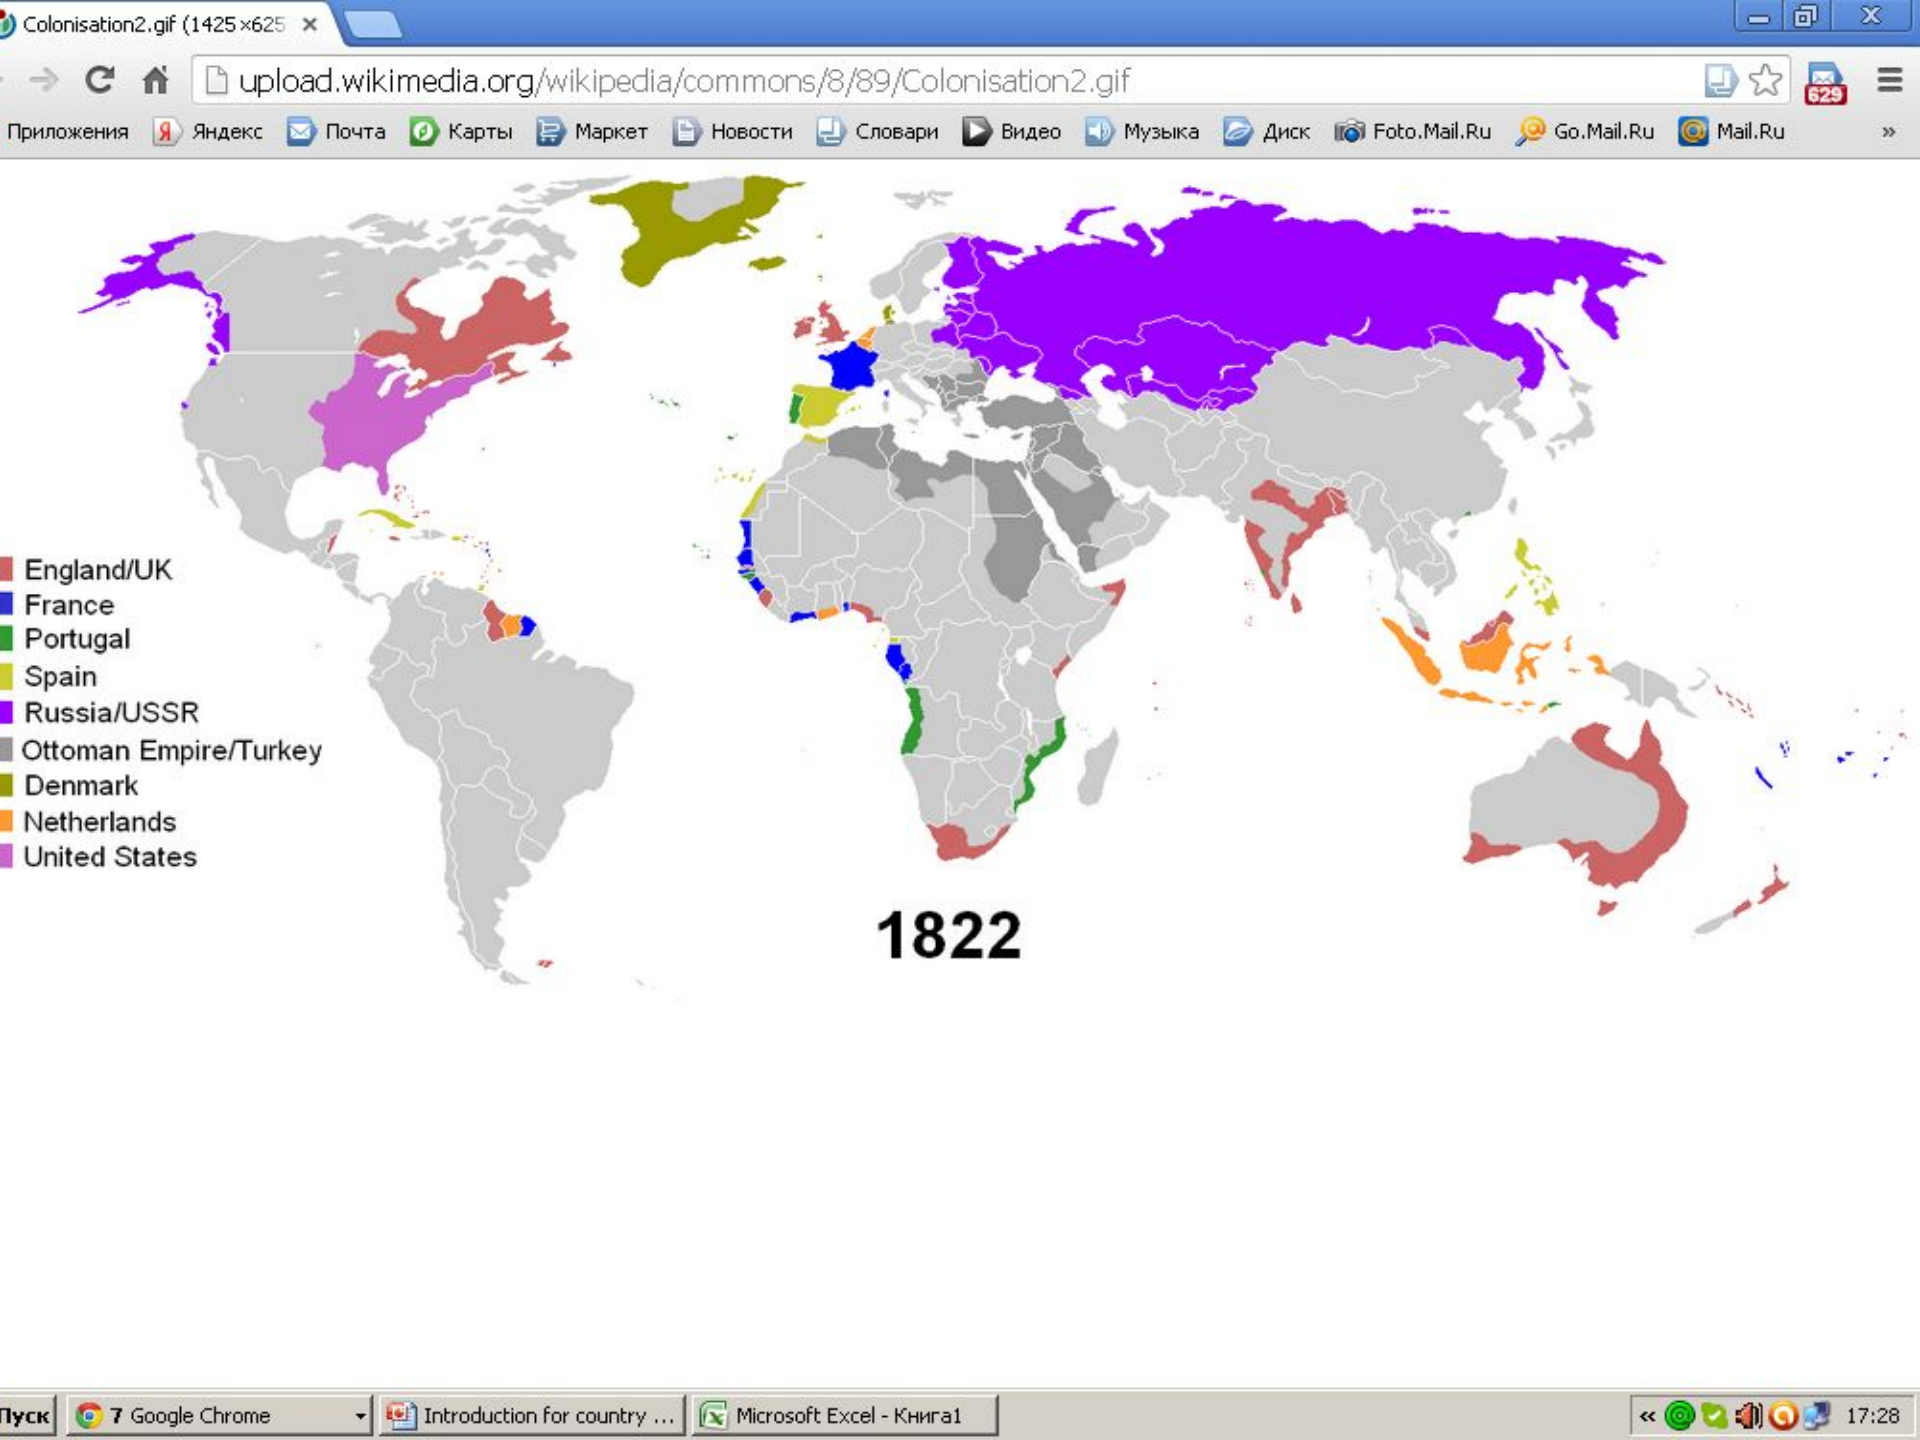 Colonisation2.gif (1425×625
upload.wikimedia.org/wikipedia/commons/8/89/Colonisation2.gif
629
Приложения Яндекс Почта Карты Маркет Новости Словари Видео Музыка Диск Foto.Mail.Ru Go.Mail.Ru Mail.Ru »
England/UK
France
Portugal
Spain
Russia/USSR
Ottoman Empire/Turkey
Denmark
Netherlands
United States
1822
Пуск 7 Google Chrome Introduction for country ... Microsoft Excel - Книга1 « 17:28